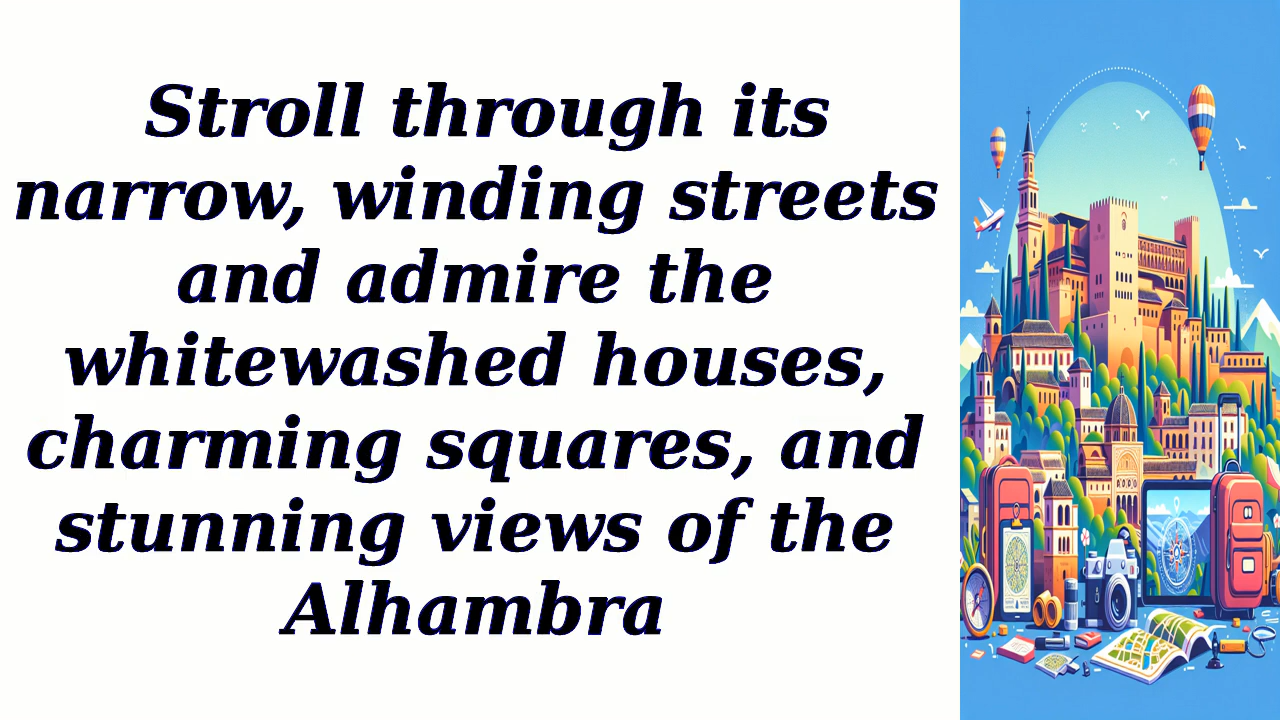 Stroll through its
narrow, winding streets
and admire the
whitewashed houses,
charming squares, and
stunning views of the
Alhambra